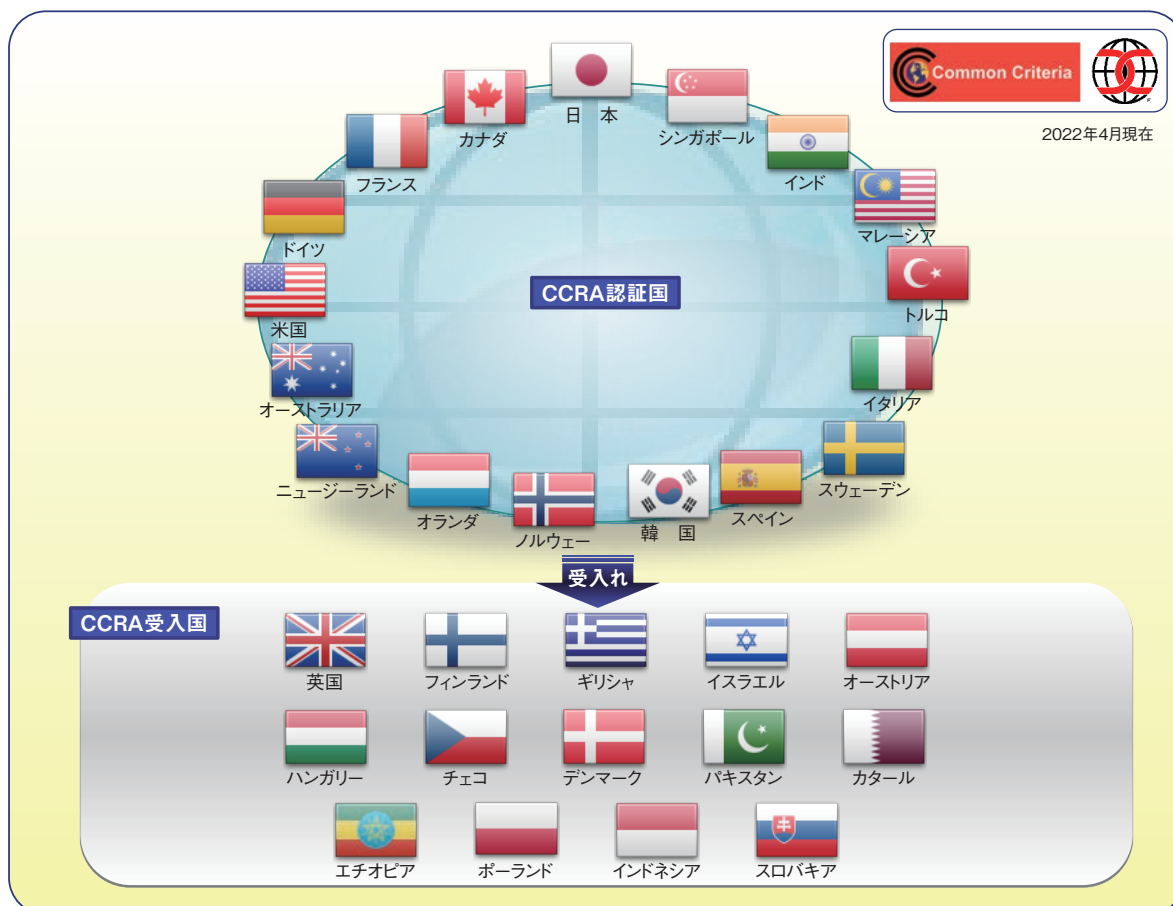 Common Criteria
2022年4月現在
日 本
カナダ
シンガポール
フランス
インド
ドイツ
マレーシア
CCRA認証国
米国
トルコ
オーストラリア
イタリア
ニュージーランド
スウェーデン
オランダ
スペイン
ノルウェー
韓 国
受入れ
CCRA受入国
英国
フィンランド
ギリシャ
イスラエル
オーストリア
ハンガリー
チェコ
デンマーク
パキスタン
カタール
エチオピア
ポーランド
インドネシア
スロバキア